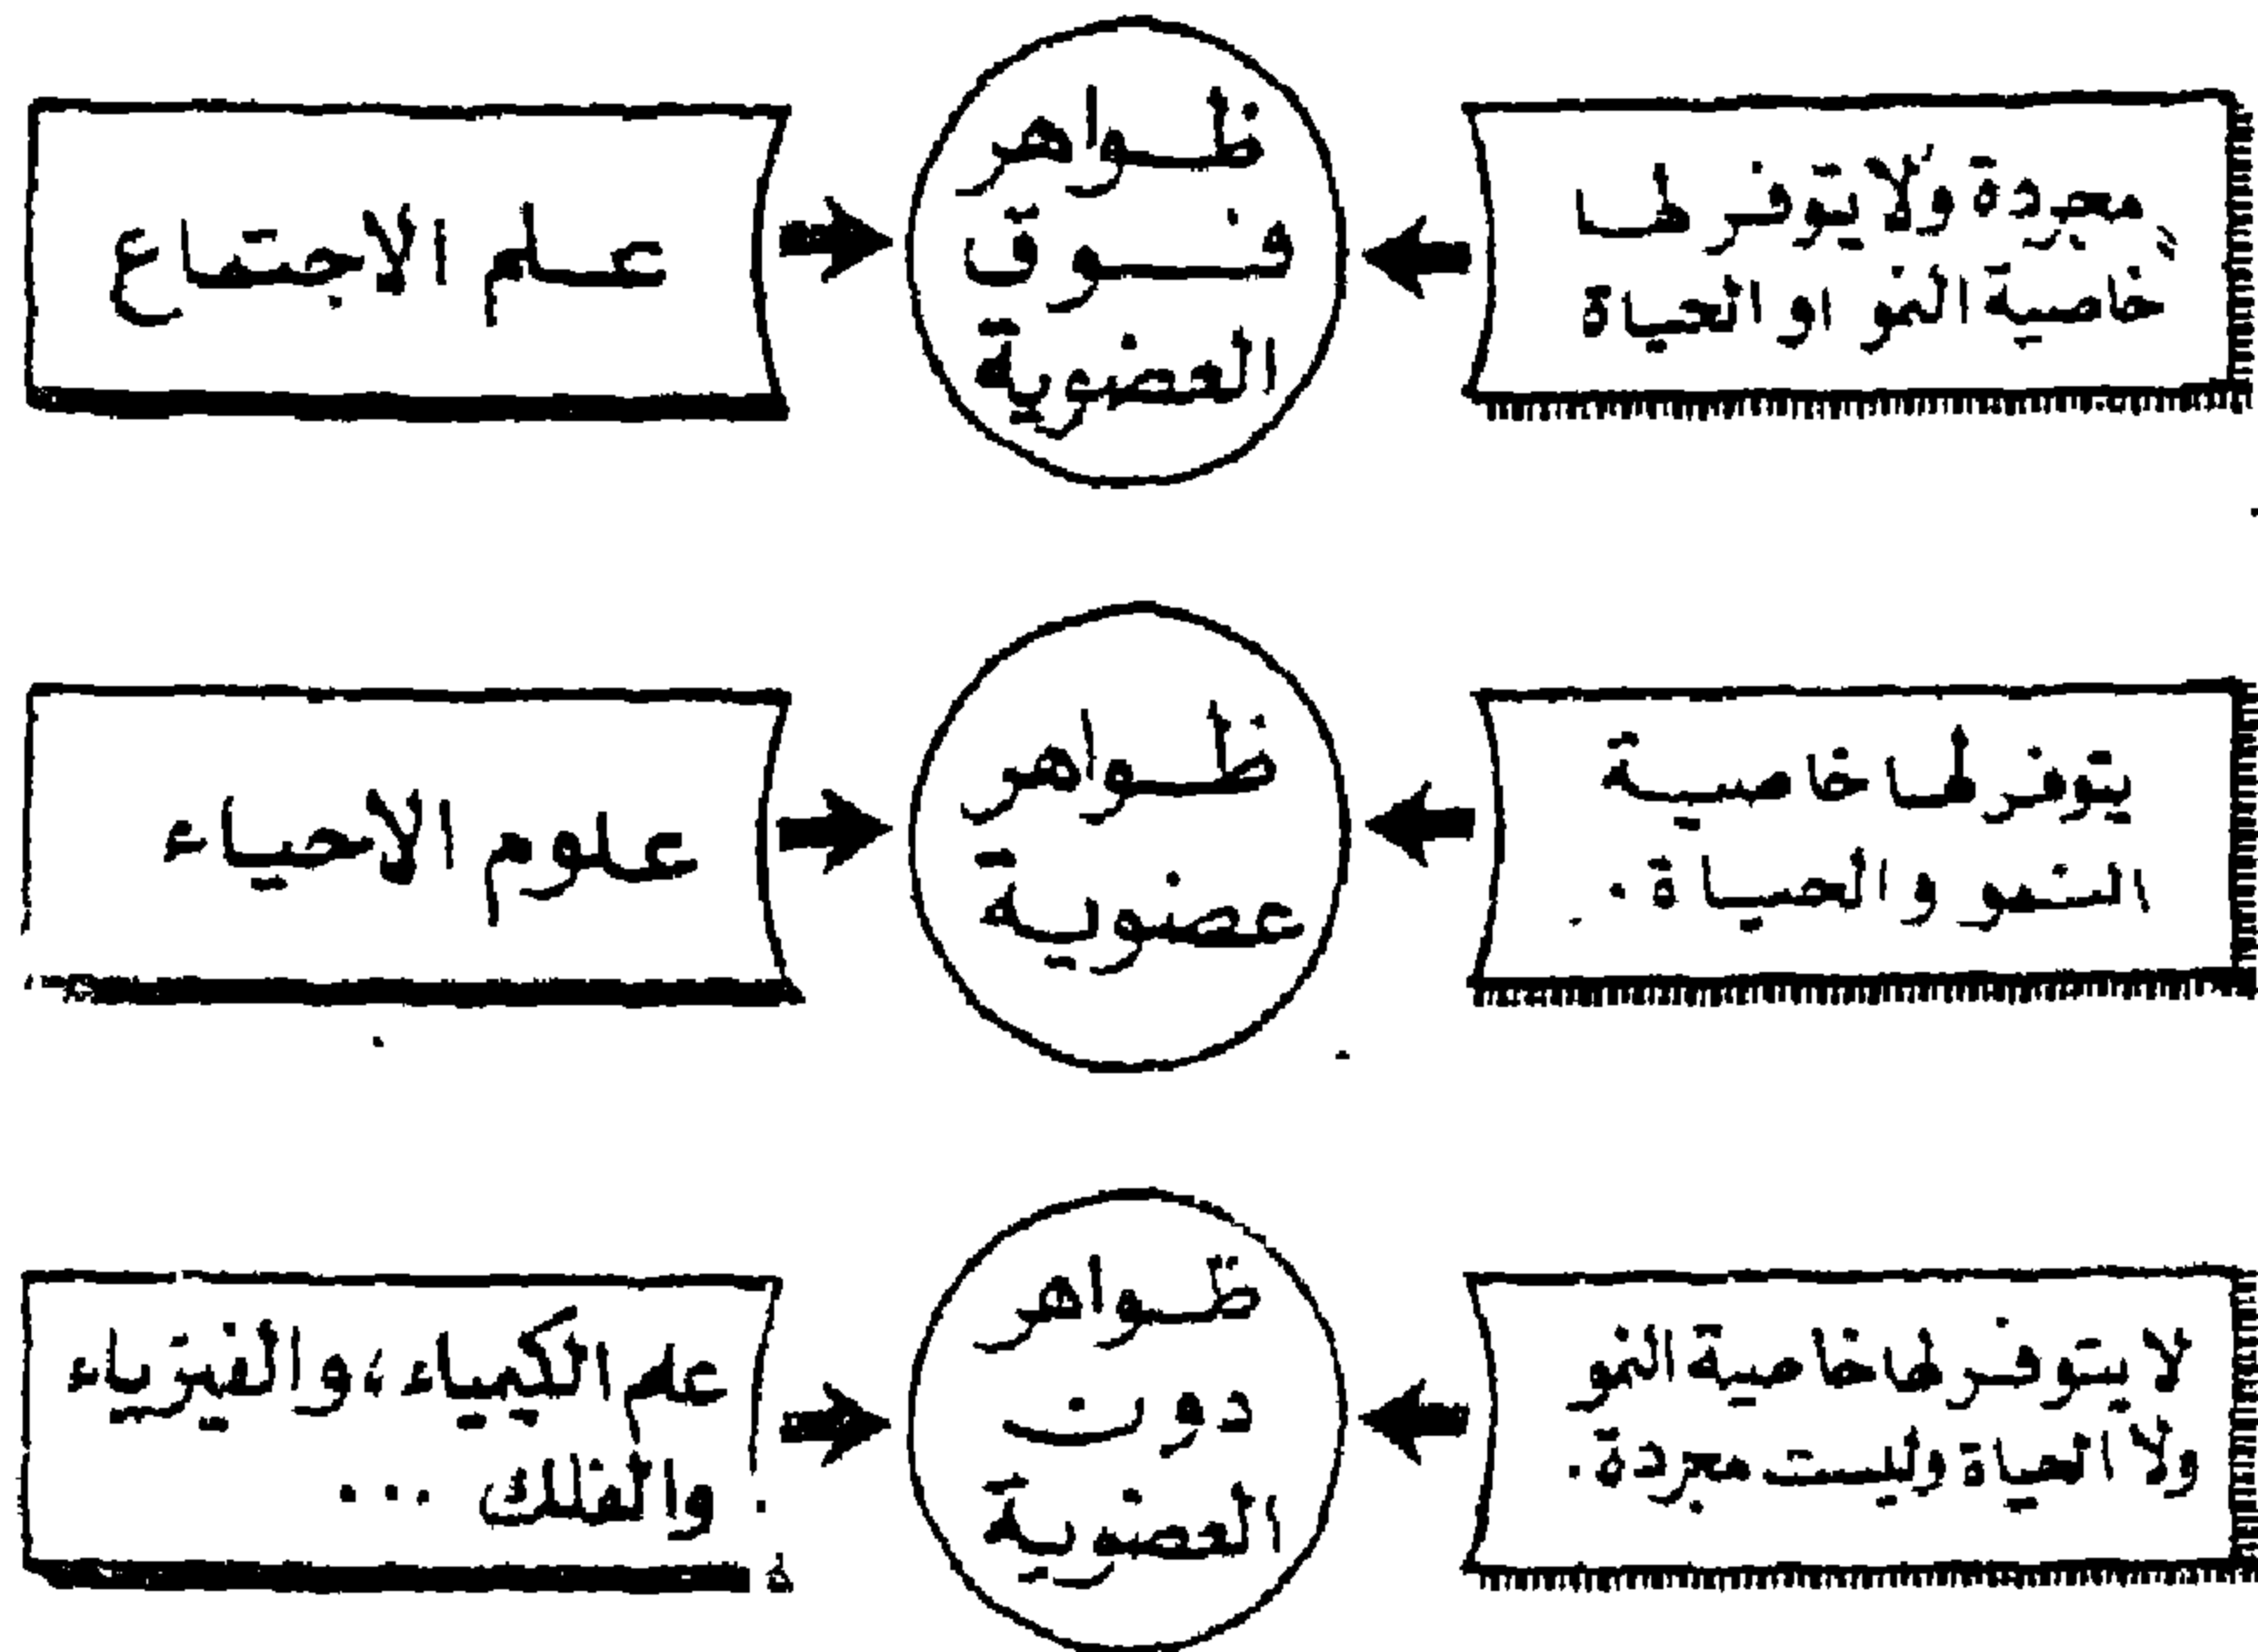 مجردة ولا يتوفر لها
خاصية النمو او الحياة
ظواهر
فوق
العضوية
علم الاجتماع
يتوفر لها خاصية
النمو والحياة .
ظواهر
عضوية
علوم الاحياء
لا يتوفر لها خاصية النمو
ولا الحياة وليست مجردة .
ظواهر
دون
العضوية
علم الكيمياء ، والفيزياء
والفلك ...